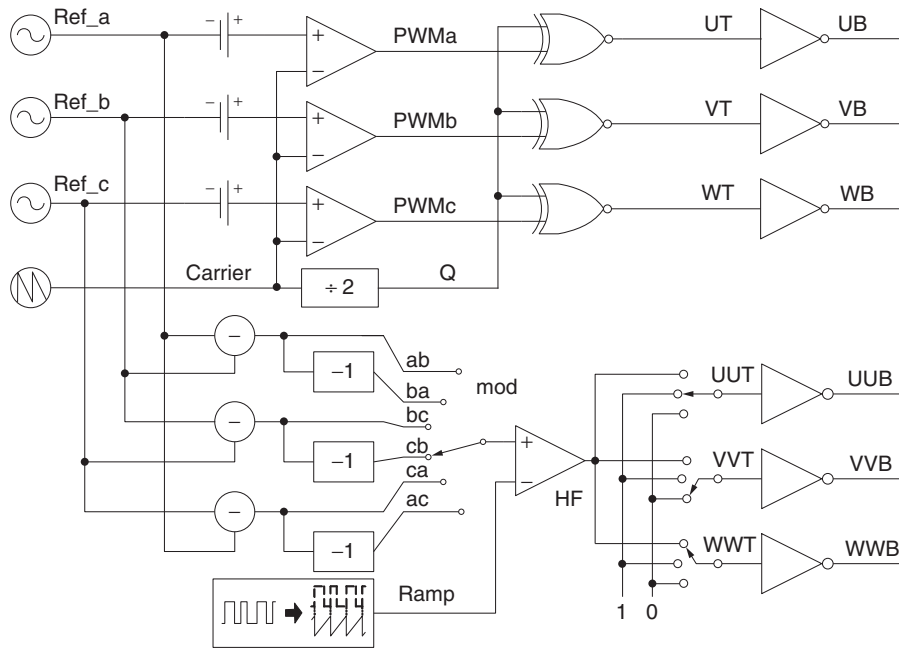 Ref_a
- +
+
−
PWMa
UT
UB
Ref_b
- +
+
−
PWMb
VT
VB
Ref_c
- +
+
−
PWMc
WT
WB
Carrier
÷ 2
Q
−
ab
−1
ba
mod
−
bc
−1
cb
−
ca
−1
ac
+
−
HF
UUT
UUB
VVT
VVB
WWT
WWB
Ramp
1 0